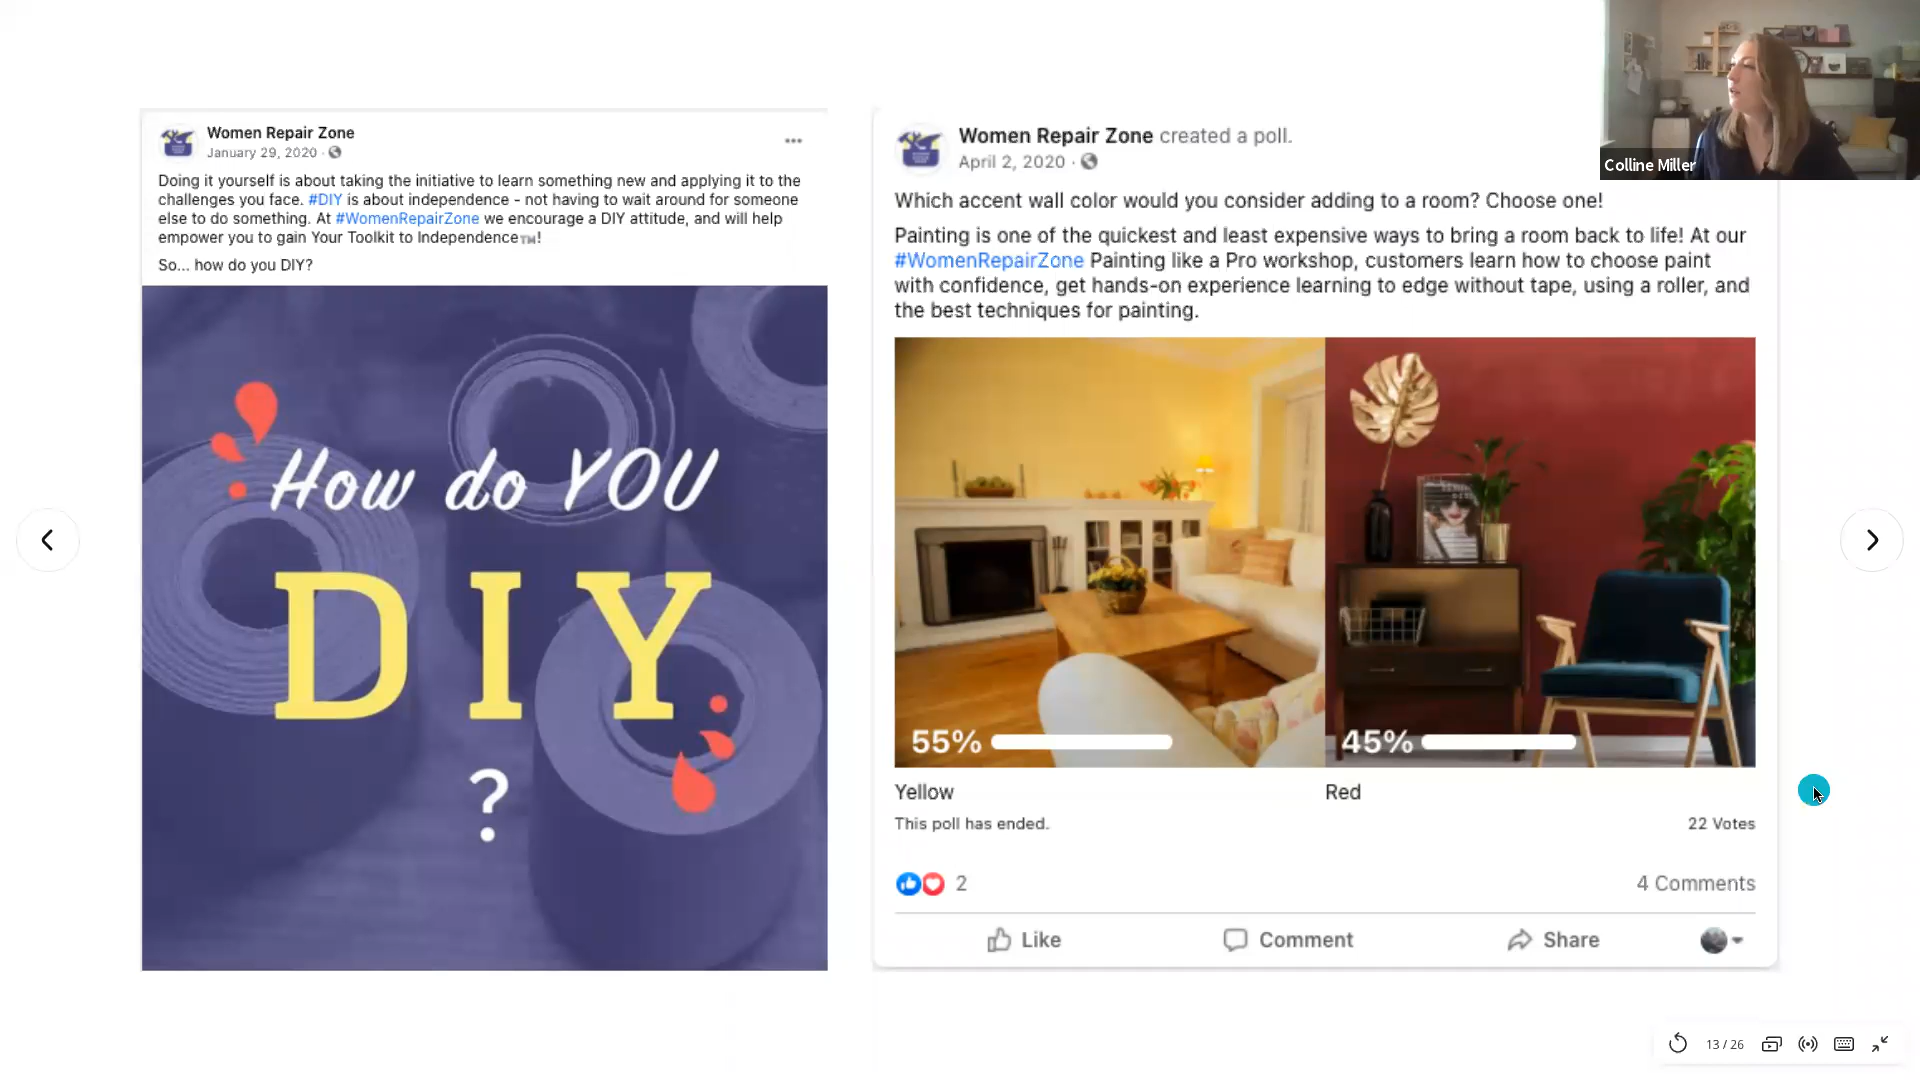 Women Repair Zone
January 29, 2020 ·
Doing it yourself is about taking the initiative to learn something new and applying it to the
challenges you face. #DIY is about independence - not having to wait around for someone
else to do something. At #WomenRepairZone we encourage a DIY attitude, and will help
empower you to gain Your Toolkit to Independence™!
So... how do you DIY?
How do YOU
DIY
?
Women Repair Zone created a poll.
April 2, 2020 ·
Which accent wall color would you consider adding to a room? Choose one!
Painting is one of the quickest and least expensive ways to bring a room back to life! At our
#WomenRepairZone Painting like a Pro workshop, customers learn how to choose paint
with confidence, get hands-on experience learning to edge without tape, using a roller, and
the best techniques for painting.
55%
45%
Yellow
Red
This poll has ended.
22 Votes
2
4 Comments
Like
Comment
Share
Colline Miller
13 / 26